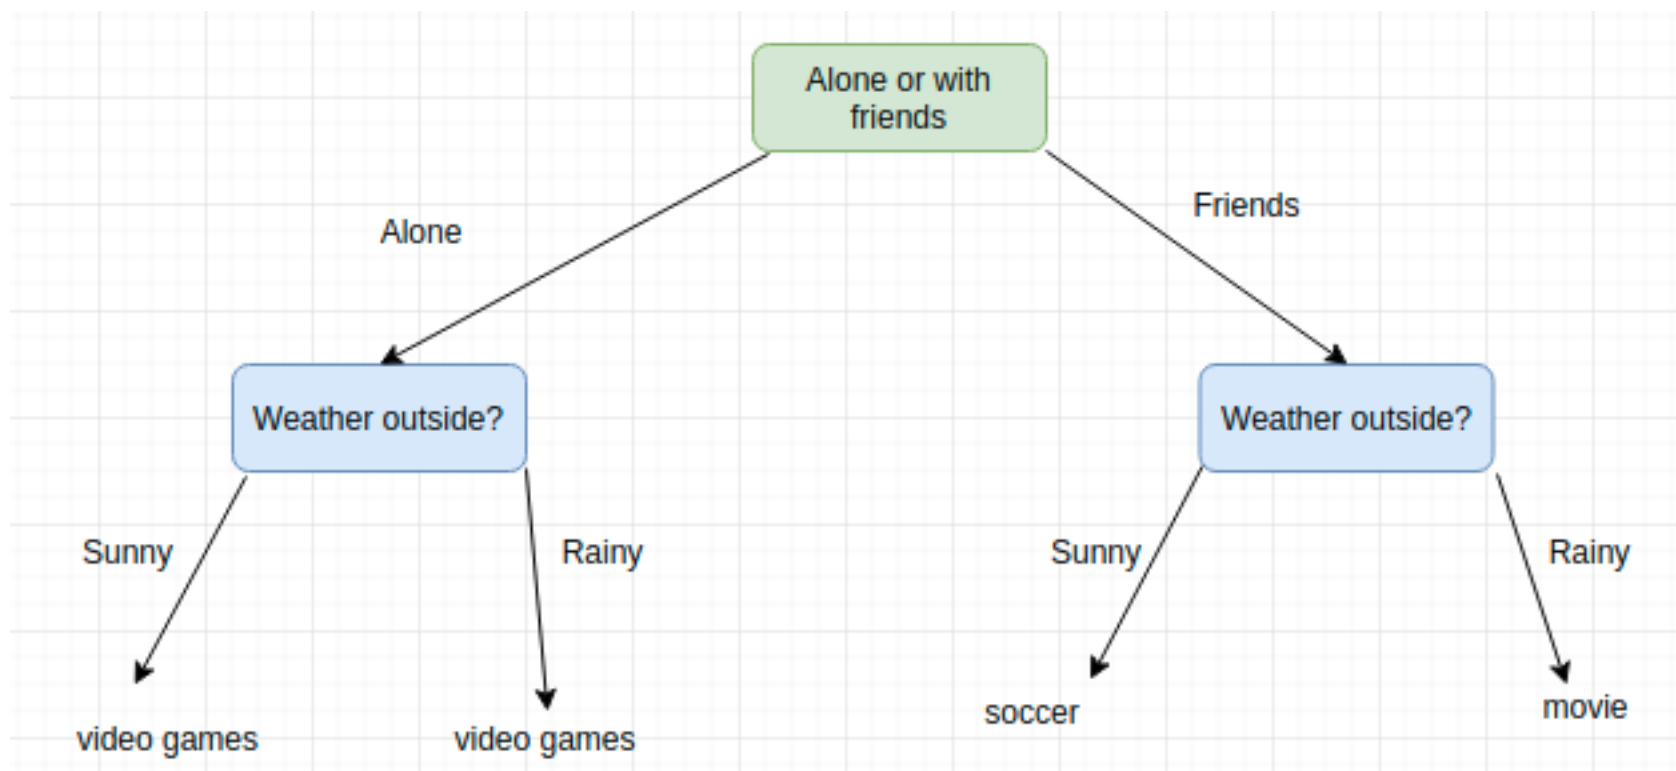 Alone or with
friends
Alone
Friends
Weather outside?
Weather outside?
Sunny
Rainy
Sunny
Rainy
video games
video games
soccer
movie